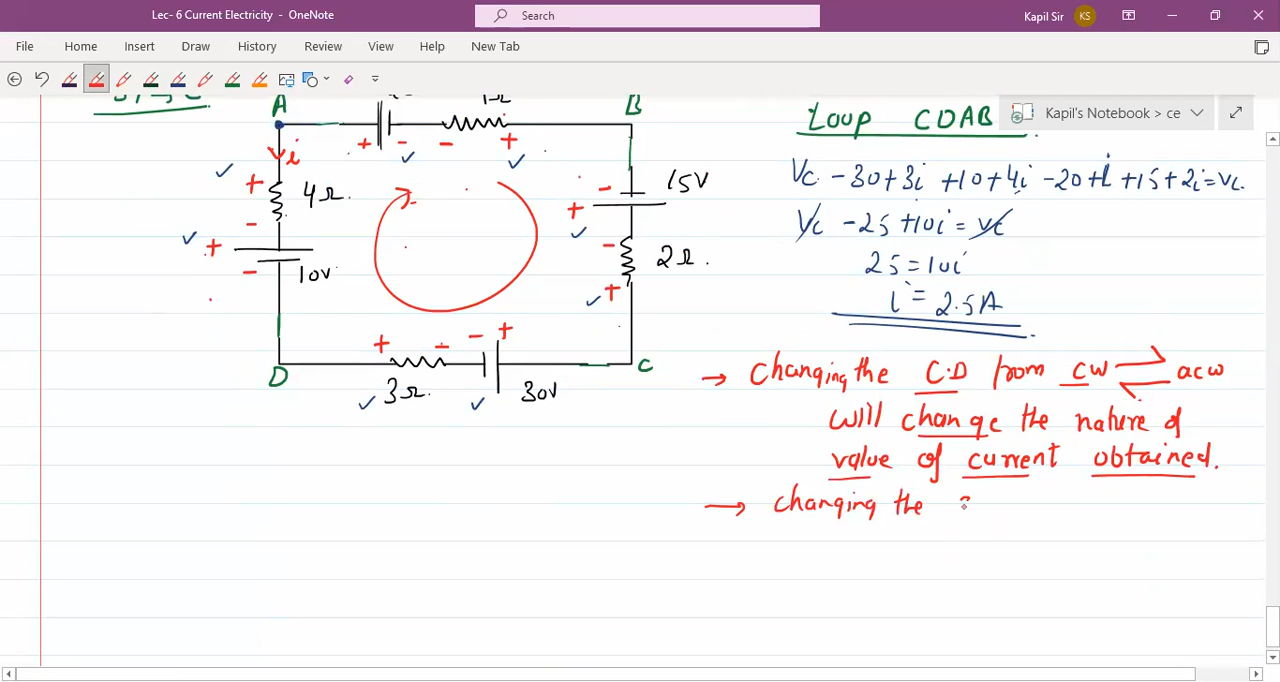 Lec- 6 Current Electricity - OneNote
Search
Kapil Sir
KS
File Home Insert Draw History Review View Help New Tab
Kapil's Notebook > ce
A
B
1Ω
+ - - +
i
+
4Ω
-
+
-
10V
- 15V
+
-
2Ω.
+
+ - - +
D
3Ω.
30V
C
Loop CDAB
Vc - 30 + 3i + 10 + 4i - 20 + i + 15 + 2i = Vc.
Vc - 25 + 10i = Vc
25 = 10i
i = 2.5A
→ Changing the C.D from cw ⇌ acw
will change the nature of
value of current obtained.
→ changing the